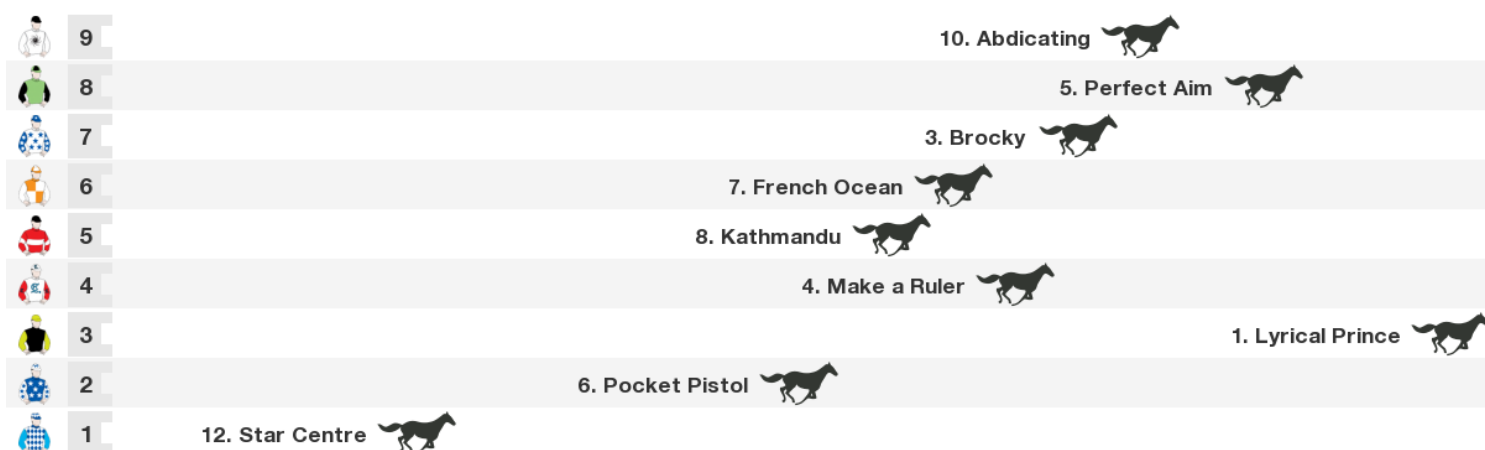 9 10. Abdicating
8 5. Perfect Aim
7 3. Brocky
6 7. French Ocean
5 8. Kathmandu
4 4. Make a Ruler
3 1. Lyrical Prince
2 6. Pocket Pistol
1 12. Star Centre